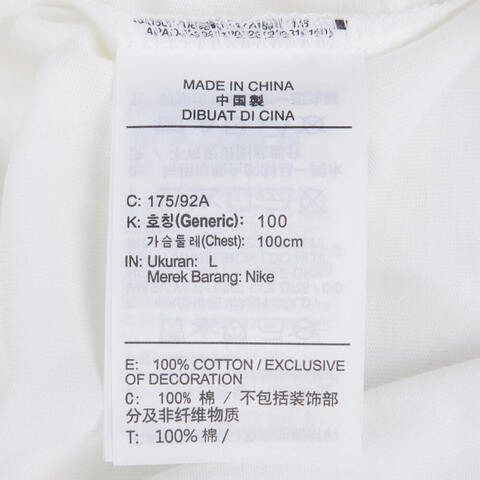 MADE IN CHINA
中国製
DIBUAT DI CINA
C: 175/92A
K: 호칭(Generic): 100
가슴둘레(Chest): 100cm
IN: Ukuran: L
Merek Barang: Nike
E: 100% COTTON / EXCLUSIVE
OF DECORATION
C: 100% 棉 / 不包括装饰部
分及非纤维物质
T: 100% 棉 /